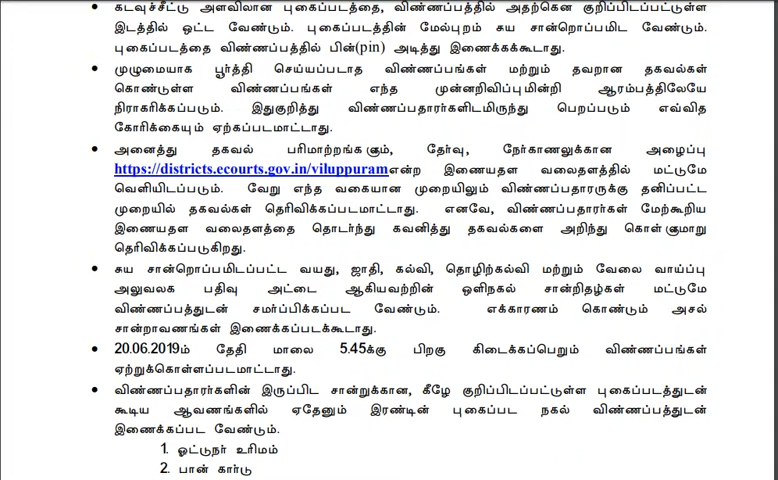 கடவுச்சீட்டு அளவிலான புகைப்படத்தை, விண்ணப்பத்தில் அதற்கென குறிப்பிடப்பட்டுள்ள
இடத்தில் ஒட்ட வேண்டும். புகைப்படத்தின் மேல்புறம் சுய சான்றொப்பமிட வேண்டும்.
புகைப்படத்தை விண்ணப்பத்தில் பின்(pin) அடித்து இணைக்கக்கூடாது.
• முழுமையாக பூர்த்தி செய்யப்படாத விண்ணப்பங்கள் மற்றும் தவறான தகவல்கள்
கொண்டுள்ள விண்ணப்பங்கள் எந்த முன்னறிவிப்புமின்றி ஆரம்பத்திலேயே
நிராகரிக்கப்படும். இதுகுறித்து விண்ணப்பதாரர்களிடமிருந்து பெறப்படும் எவ்வித
கோரிக்கையும் ஏற்கப்படமாட்டாது.
• அனைத்து தகவல் பரிமாற்றங்களும், தேர்வு, நேர்காணலுக்கான அழைப்பு
https://districts.ecourts.gov.in/viluppuramஎன்ற இணையதள வலைதளத்தில் மட்டுமே
வெளியிடப்படும். வேறு எந்த வகையான முறையிலும் விண்ணப்பதாரருக்கு தனிப்பட்ட
முறையில் தகவல்கள் தெரிவிக்கப்படமாட்டாது. எனவே, விண்ணப்பதாரர்கள் மேற்கூறிய
இணையதள வலைதளத்தை தொடர்ந்து கவனித்து தகவல்களை அறிந்து கொள்ளுமாறு
தெரிவிக்கப்படுகிறது.
• சுய சான்றொப்பமிடப்பட்ட வயது, ஜாதி, கல்வி, தொழிற்கல்வி மற்றும் வேலை வாய்ப்பு
அலுவலக பதிவு அட்டை ஆகியவற்றின் ஒளிநகல் சான்றிதழ்கள் மட்டுமே
விண்ணப்பத்துடன் சமர்ப்பிக்கப்பட வேண்டும். எக்காரணம் கொண்டும் அசல்
சான்றாவணங்கள் இணைக்கப்படக்கூடாது.
• 20.06.2019ம் தேதி மாலை 5.45க்கு பிறகு கிடைக்கப்பெறும் விண்ணப்பங்கள்
ஏற்றுக்கொள்ளப்படமாட்டாது.
• விண்ணப்பதாரர்களின் இருப்பிட சான்றுக்கான, கீழே குறிப்பிடப்பட்டுள்ள புகைப்படத்துடன்
கூடிய ஆவணங்களில் ஏதேனும் இரண்டின் புகைப்பட நகல் விண்ணப்பத்துடன்
இணைக்கப்பட வேண்டும்.
1. ஓட்டுநர் உரிமம்
2. பான் கார்டு